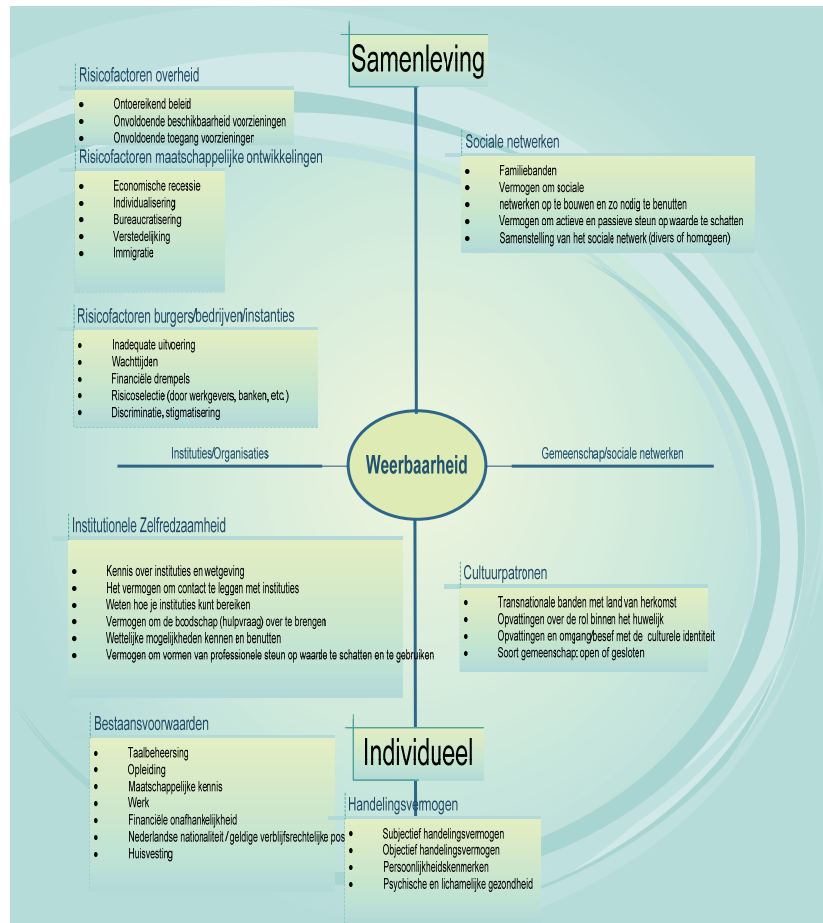 Samenleving
Risicofactoren overheid
• Ontoereikend beleid
• Onvoldoende beschikbaarheid voorzieningen
• Onvoldoende toegang voorzieningen
Risicofactoren maatschappelijke ontwikkelingen
• Economische recessie
• Individualisering
• Bureaucratisering
• Verstedelijking
• Immigratie
Sociale netwerken
• Familiebanden
• Vermogen om sociale
• netwerken op te bouwen en zo nodig te benutten
• Vermogen om actieve en passieve steun op waarde te schatten
• Samenstelling van het sociale netwerk (divers of homogeen)
Risicofactoren burgers/bedrijven/instanties
• Inadequate uitvoering
• Wachttijden
• Financiële drempels
• Risicoselectie (door werkgevers, banken, etc.)
• Discriminatie, stigmatisering
Instituties/Organisaties
Weerbaarheid
Gemeenschap/sociale netwerken
Institutionele Zelfredzaamheid
• Kennis over instituties en wetgeving
• Het vermogen om contact te leggen met instituties
• Weten hoe je instituties kunt bereiken
• Vermogen om de boodschap (hulpvraag) over te brengen
• Wettelijke mogelijkheden kennen en benutten
• Vermogen om vormen van professionele steun op waarde te schatten en te gebruiken
Cultuurpatronen
• Transnationale banden met land van herkomst
• Opvattingen over de rol binnen het huwelijk
• Opvattingen en omgang/besef met de culturele identiteit
• Soort gemeenschap: open of gesloten
Bestaansvoorwaarden
• Taalbeheersing
• Opleiding
• Maatschappelijke kennis
• Werk
• Financiële onafhankelijkheid
• Nederlandse nationaliteit / geldige verblijfsrechtelijke pos
• Huisvesting
Individueel
Handelingsvermogen
• Subjectief handelingsvermogen
• Objectief handelingsvermogen
• Persoonlijkheidskenmerken
• Psychische en lichamelijke gezondheid